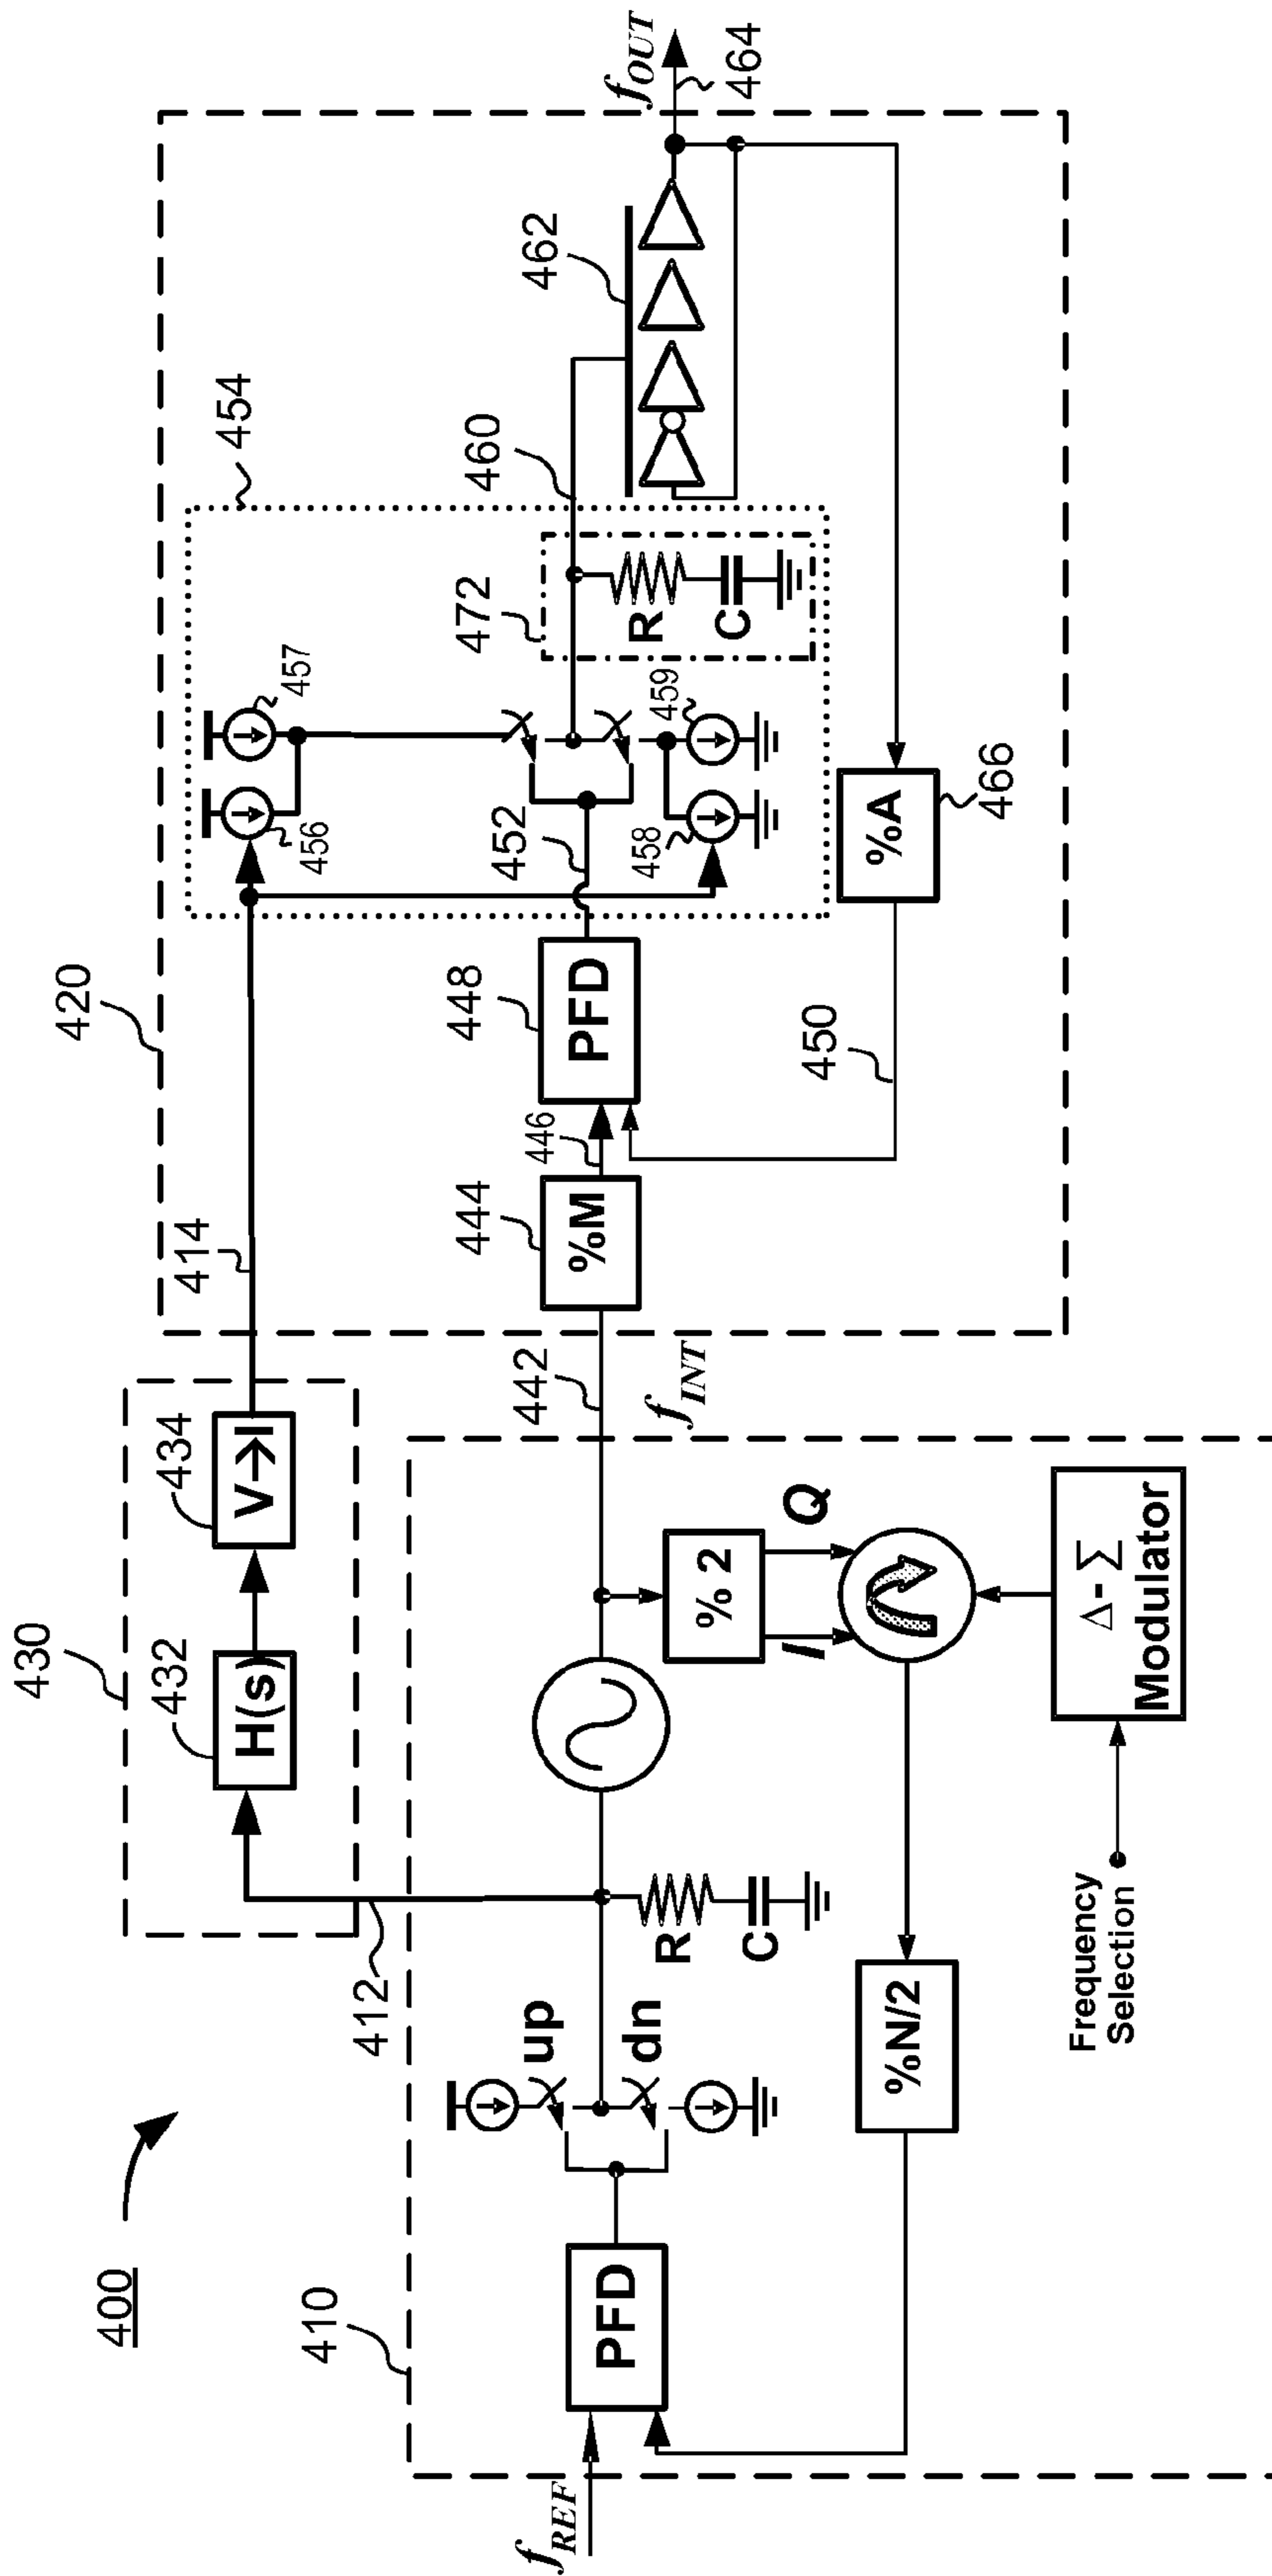 400
430
432
H(s)
434
V→I
414
412
420
454
456
457
458
459
452
472
R
C
460
462
f_OUT
464
448
PFD
446
444
%M
442
f_INT
450
%A
466
410
f_REF
PFD
up
dn
R
C
% 2
I
Q
%N/2
Δ-Σ
Modulator
Frequency
Selection